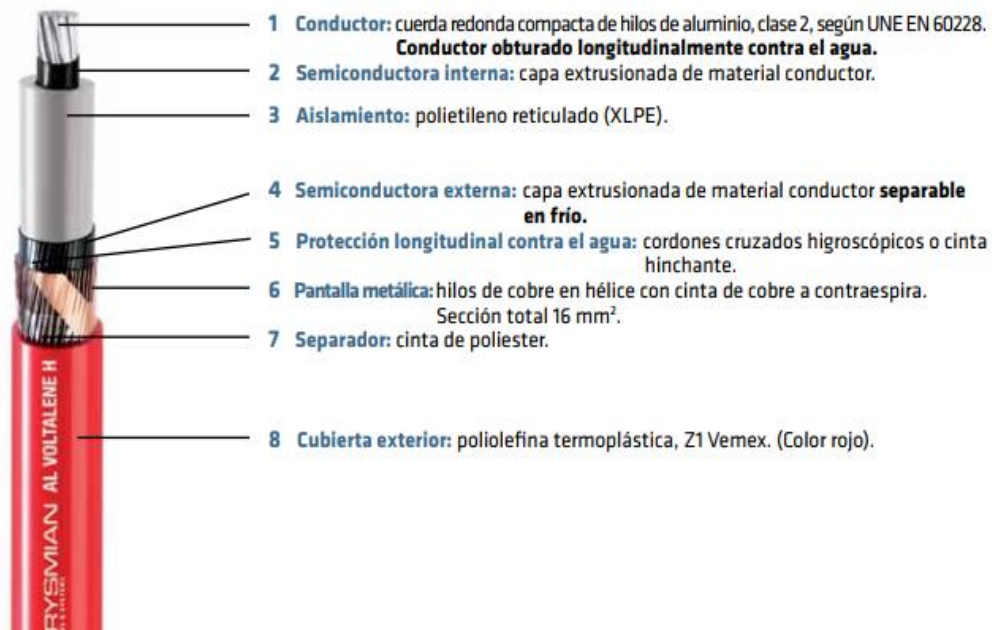 1 Conductor: cuerda redonda compacta de hilos de aluminio, clase 2, según UNE EN 60228.
Conductor obturado longitudinalmente contra el agua.
2 Semiconductora interna: capa extrusionada de material conductor.
3 Aislamiento: polietileno reticulado (XLPE).
4 Semiconductora externa: capa extrusionada de material conductor separable
en frío.
5 Protección longitudinal contra el agua: cordones cruzados higroscópicos o cinta
hinchante.
6 Pantalla metálica: hilos de cobre en hélice con cinta de cobre a contraespira.
Sección total 16 mm².
7 Separador: cinta de poliester.
8 Cubierta exterior: poliolefina termoplástica, Z1 Vemex. (Color rojo).
RYSMIAN AL VOLTALENE H